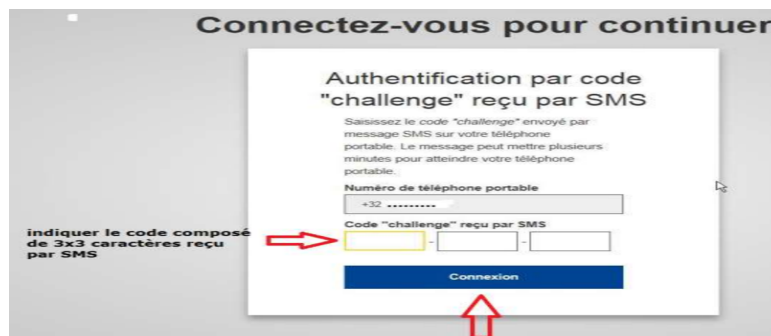 Connectez-vous pour continuer
Authentification par code
"challenge" reçu par SMS
Saisissez le code "challenge" envoyé par
message SMS sur votre téléphone
portable. Le message peut mettre plusieurs
minutes pour atteindre votre téléphone
portable.
Numéro de téléphone portable
+32 •••••••••
Code "challenge" reçu par SMS
indiquer le code composé
de 3x3 caractères reçu
par SMS
- -
Connexion